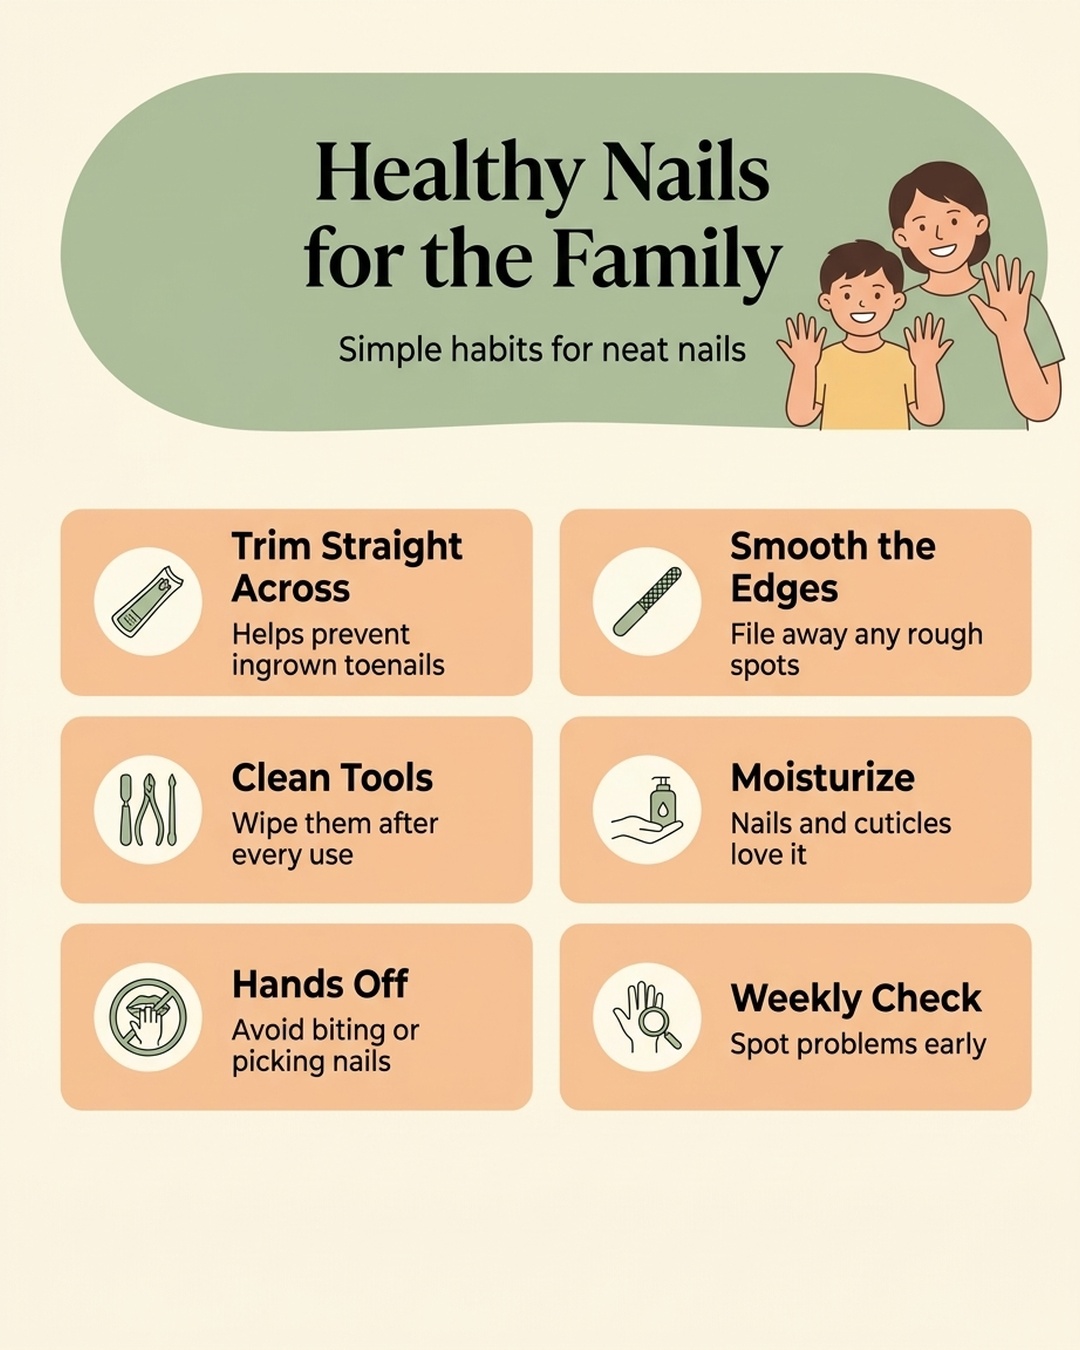 Healthy Nails
for the Family
Simple habits for neat nails
Trim Straight
Across
Helps prevent
ingrown toenails
Smooth the
Edges
File away any rough
spots
Clean Tools
Wipe them after
every use
Moisturize
Nails and cuticles
love it
Hands Off
Avoid biting or
picking nails
Weekly Check
Spot problems early